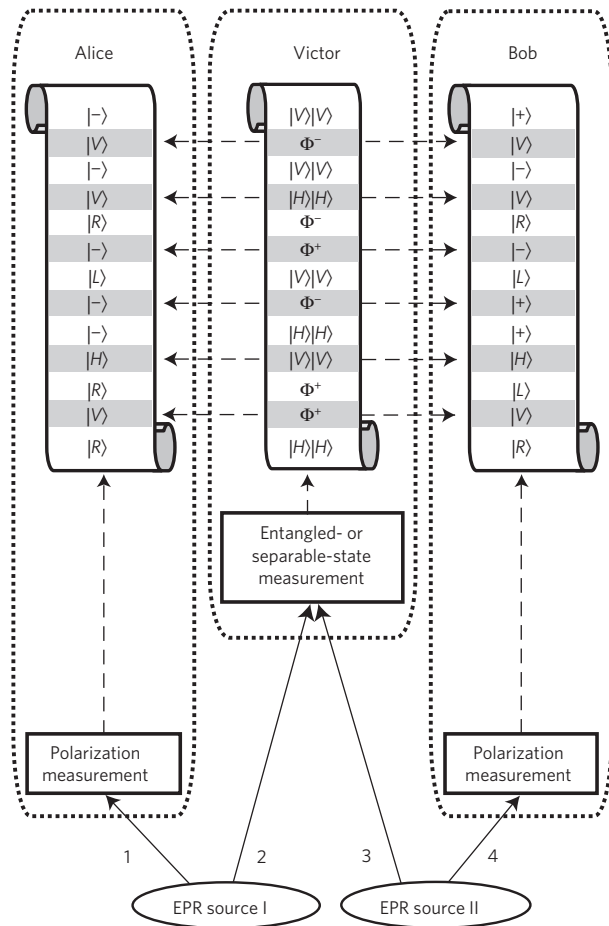 Alice
|−⟩
|V⟩
|−⟩
|V⟩
|R⟩
|−⟩
|L⟩
|−⟩
|−⟩
|H⟩
|R⟩
|V⟩
|R⟩
Polarization
measurement
Victor
|V⟩|V⟩
Φ⁻
|V⟩|V⟩
|H⟩|H⟩
Φ⁻
Φ⁺
|V⟩|V⟩
Φ⁻
|H⟩|H⟩
|V⟩|V⟩
Φ⁺
Φ⁺
|H⟩|H⟩
Entangled- or
separable-state
measurement
Bob
|+⟩
|V⟩
|−⟩
|V⟩
|R⟩
|−⟩
|L⟩
|+⟩
|+⟩
|H⟩
|L⟩
|V⟩
|R⟩
Polarization
measurement
1
2
3
4
EPR source I
EPR source II